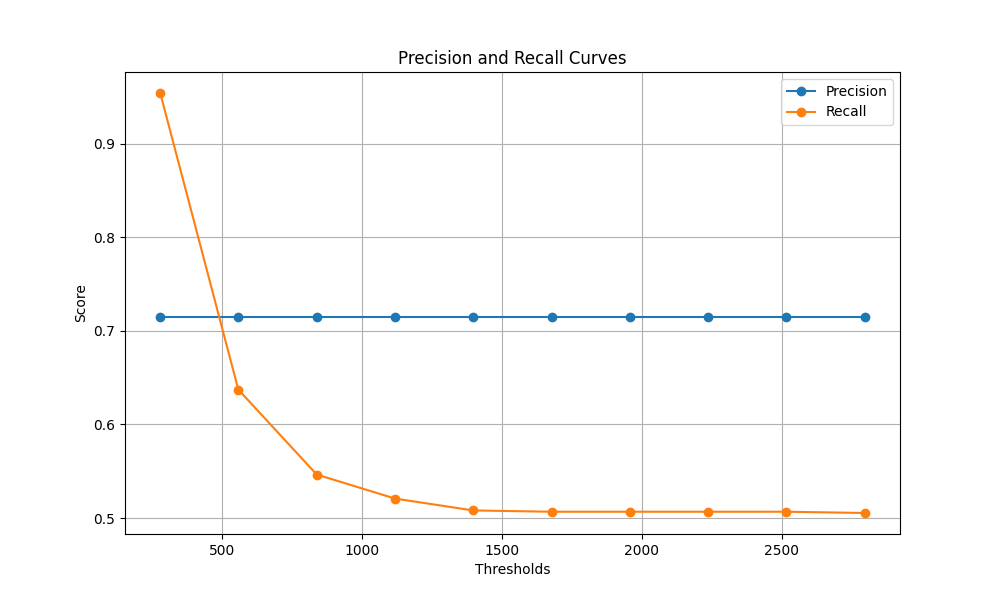 Precision and Recall Curves
Precision
Recall
0.9
0.8
0.7
0.6
0.5
Score
500
1000
1500
2000
2500
Thresholds